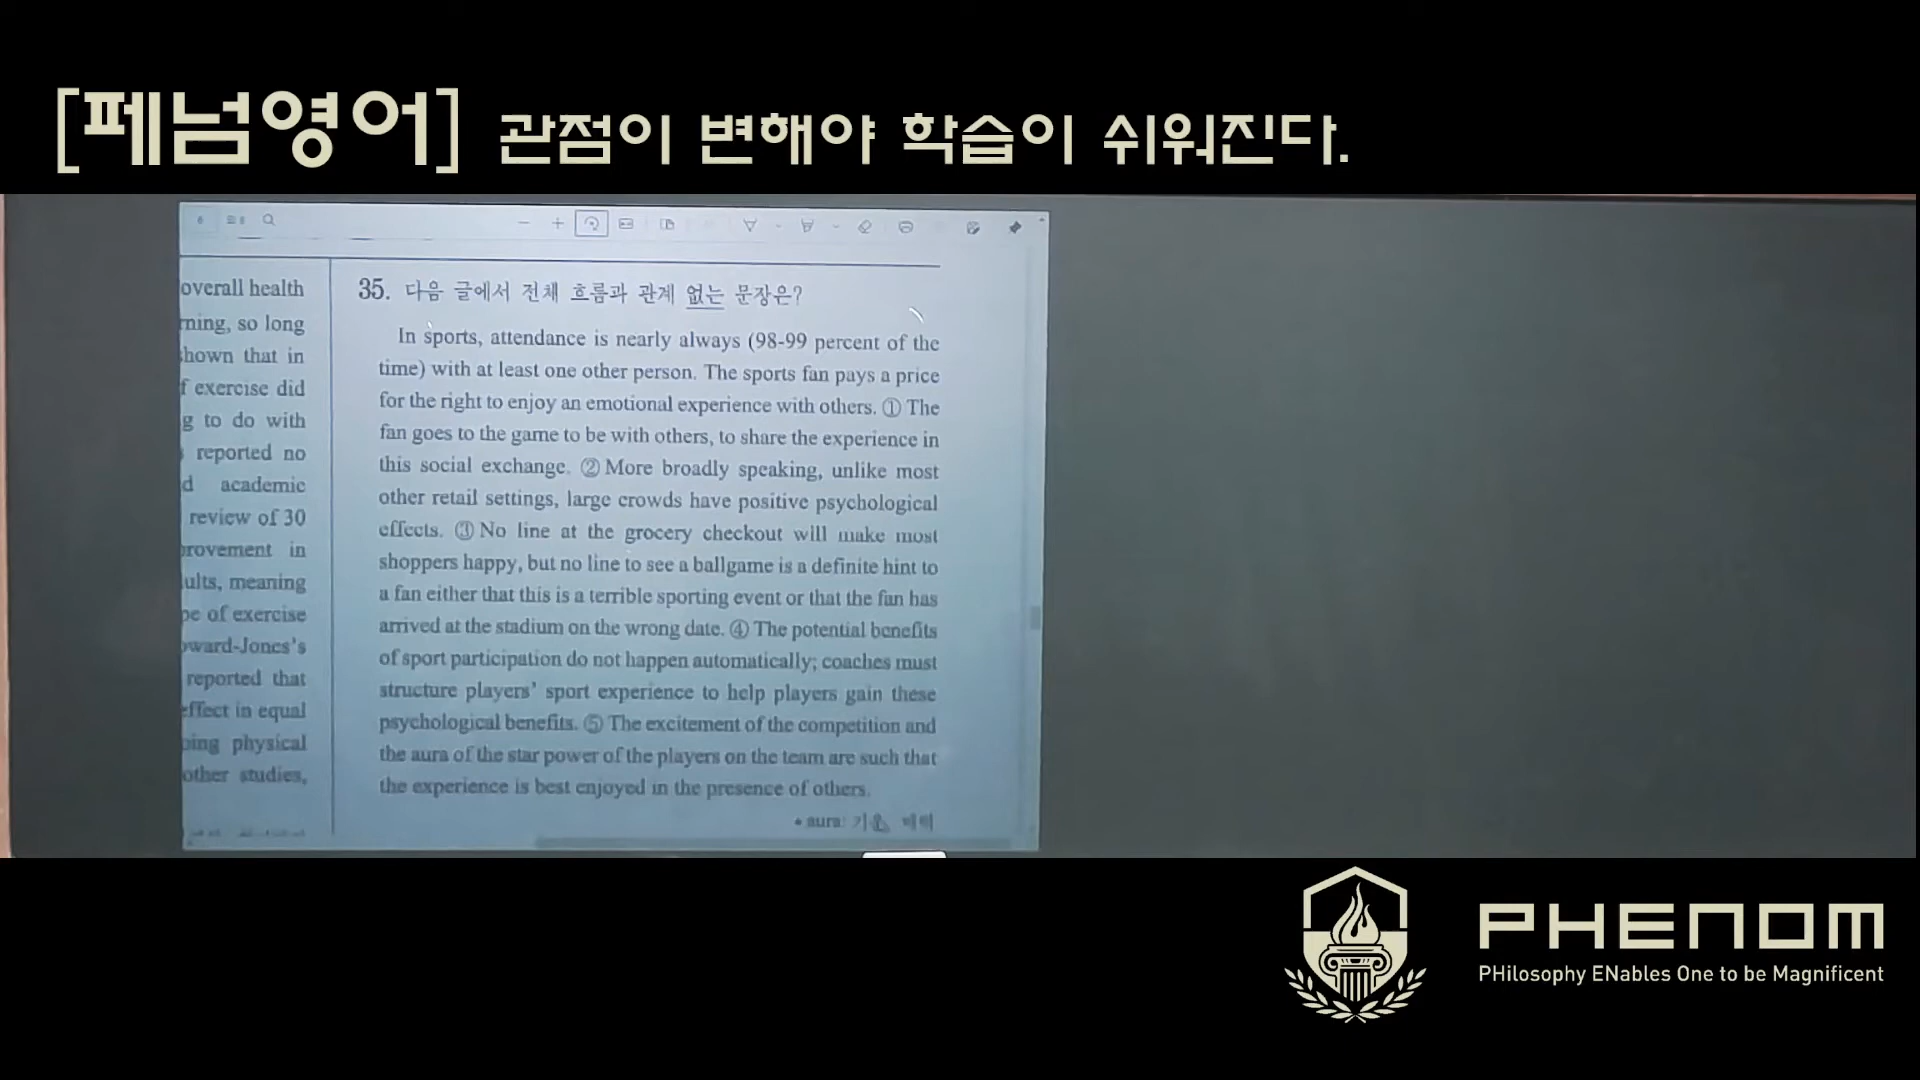 [페넘영어] 관점이 변해야 학습이 쉬워진다.
overall health
rning, so long
shown that in
f exercise did
g to do with
s reported no
d academic
review of 30
provement in
ults, meaning
pe of exercise
oward-Jones's
reported that
effect in equal
oing physical
other studies,
35. 다음 글에서 전체 흐름과 관계 없는 문장은?
In sports, attendance is nearly always (98-99 percent of the
time) with at least one other person. The sports fan pays a price
for the right to enjoy an emotional experience with others. ① The
fan goes to the game to be with others, to share the experience in
this social exchange. ② More broadly speaking, unlike most
other retail settings, large crowds have positive psychological
effects. ③ No line at the grocery checkout will make most
shoppers happy, but no line to see a ballgame is a definite hint to
a fan either that this is a terrible sporting event or that the fan has
arrived at the stadium on the wrong date. ④ The potential benefits
of sport participation do not happen automatically; coaches must
structure players' sport experience to help players gain these
psychological benefits. ⑤ The excitement of the competition and
the aura of the star power of the players on the team are such that
the experience is best enjoyed in the presence of others.
* aura:
PHENOM
PHilosophy ENables One to be Magnificent